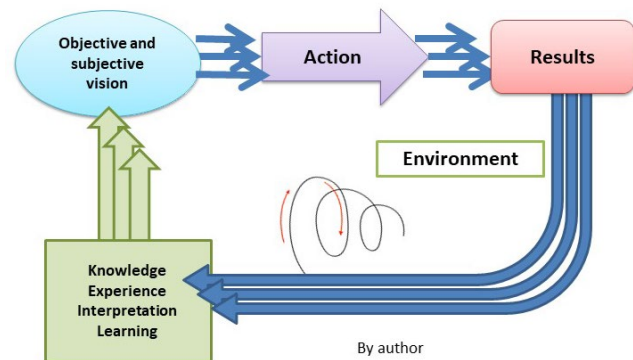 Objective and
subjective
vision
Action
Results
Environment
Knowledge
Experience
Interpretation
Learning
By author